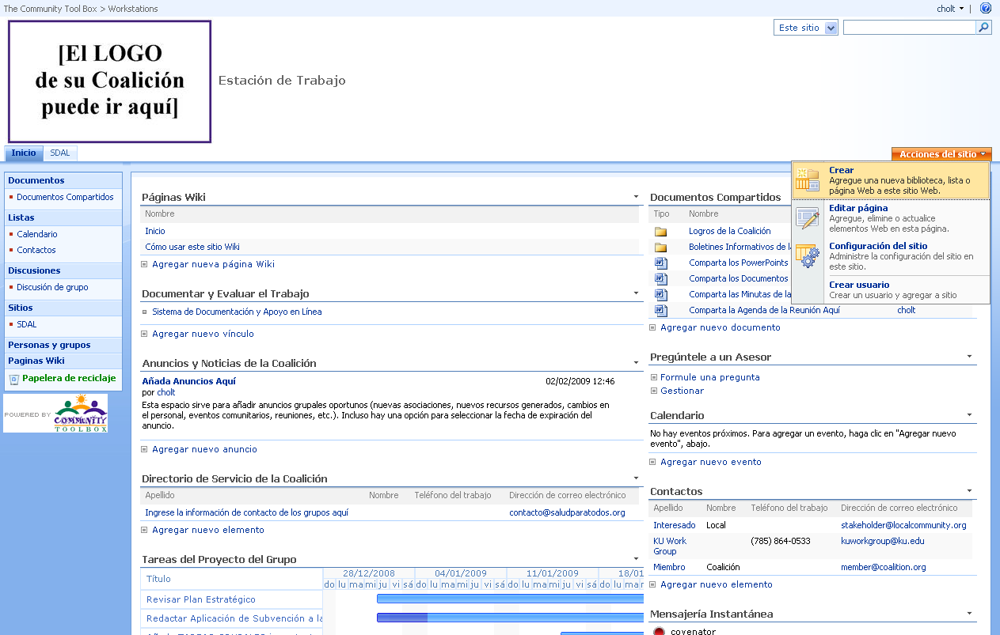 The Community Tool Box > Workstations
cholt
Este sitio
[El LOGO
de su Coalición
puede ir aquí]
Estación de Trabajo
Inicio
SDAL
Acciones del sitio
Crear
Agregue una nueva biblioteca, lista o
página Web a este sitio Web.
Editar página
Agregue, elimine o actualice
elementos Web en esta página.
Configuración del sitio
Administre la configuración del sitio en
este sitio.
Crear usuario
Crear un usuario y agregar a sitio
Documentos
Documentos Compartidos
Listas
Calendario
Contactos
Discusiones
Discusión de grupo
Sitios
SDAL
Personas y grupos
Paginas Wiki
Papelera de reciclaje
POWERED BY
COMMUNITY
TOOLBOX
Páginas Wiki
Nombre
Inicio
Cómo usar este sitio Wiki
Agregar nueva página Wiki
Documentar y Evaluar el Trabajo
Sistema de Documentación y Apoyo en Línea
Agregar nuevo vínculo
Anuncios y Noticias de la Coalición
Añada Anuncios Aquí
02/02/2009 12:46
por cholt
Esta espacio sirve para añadir anuncios grupales oportunos (nuevas asociaciones, nuevos recursos generados, cambios en
el personal, eventos comunitarios, reuniones, etc.). Incluso hay una opción para seleccionar la fecha de expiración del
anuncio.
Agregar nuevo anuncio
Directorio de Servicio de la Coalición
Apellido Nombre Teléfono del trabajo Dirección de correo electrónico
Ingrese la información de contacto de los grupos aquí contacto@saludparatodos.org
Agregar nuevo elemento
Tareas del Proyecto del Grupo
Título
28/12/2008 04/01/2009 11/01/2009 18/01
do lu ma mi ju vi sá do lu ma mi ju vi sá do lu ma mi ju vi sá do lu ma
Revisar Plan Estratégico
Redactar Aplicación de Subvención a la
Documentos Compartidos
Tipo Nombre
Logros de la Coalición
Boletines Informativos de
Comparta los PowerPoints
Comparta los Documentos
Comparta las Minutas de la
Comparta la Agenda de la Reunión Aquí cholt
Agregar nuevo documento
Pregúntele a un Asesor
Formule una pregunta
Gestionar
Calendario
No hay eventos próximos. Para agregar un evento, haga clic en "Agregar nuevo
evento", abajo.
Agregar nuevo evento
Contactos
Apellido Nombre Teléfono del trabajo Dirección de correo electrónico
Interesado Local stakeholder@localcommunity.org
KU Work (785) 864-0533 kuworkgroup@ku.edu
Group
Miembro Coalición member@coalition.org
Agregar nuevo elemento
Mensajería Instantánea
covenator